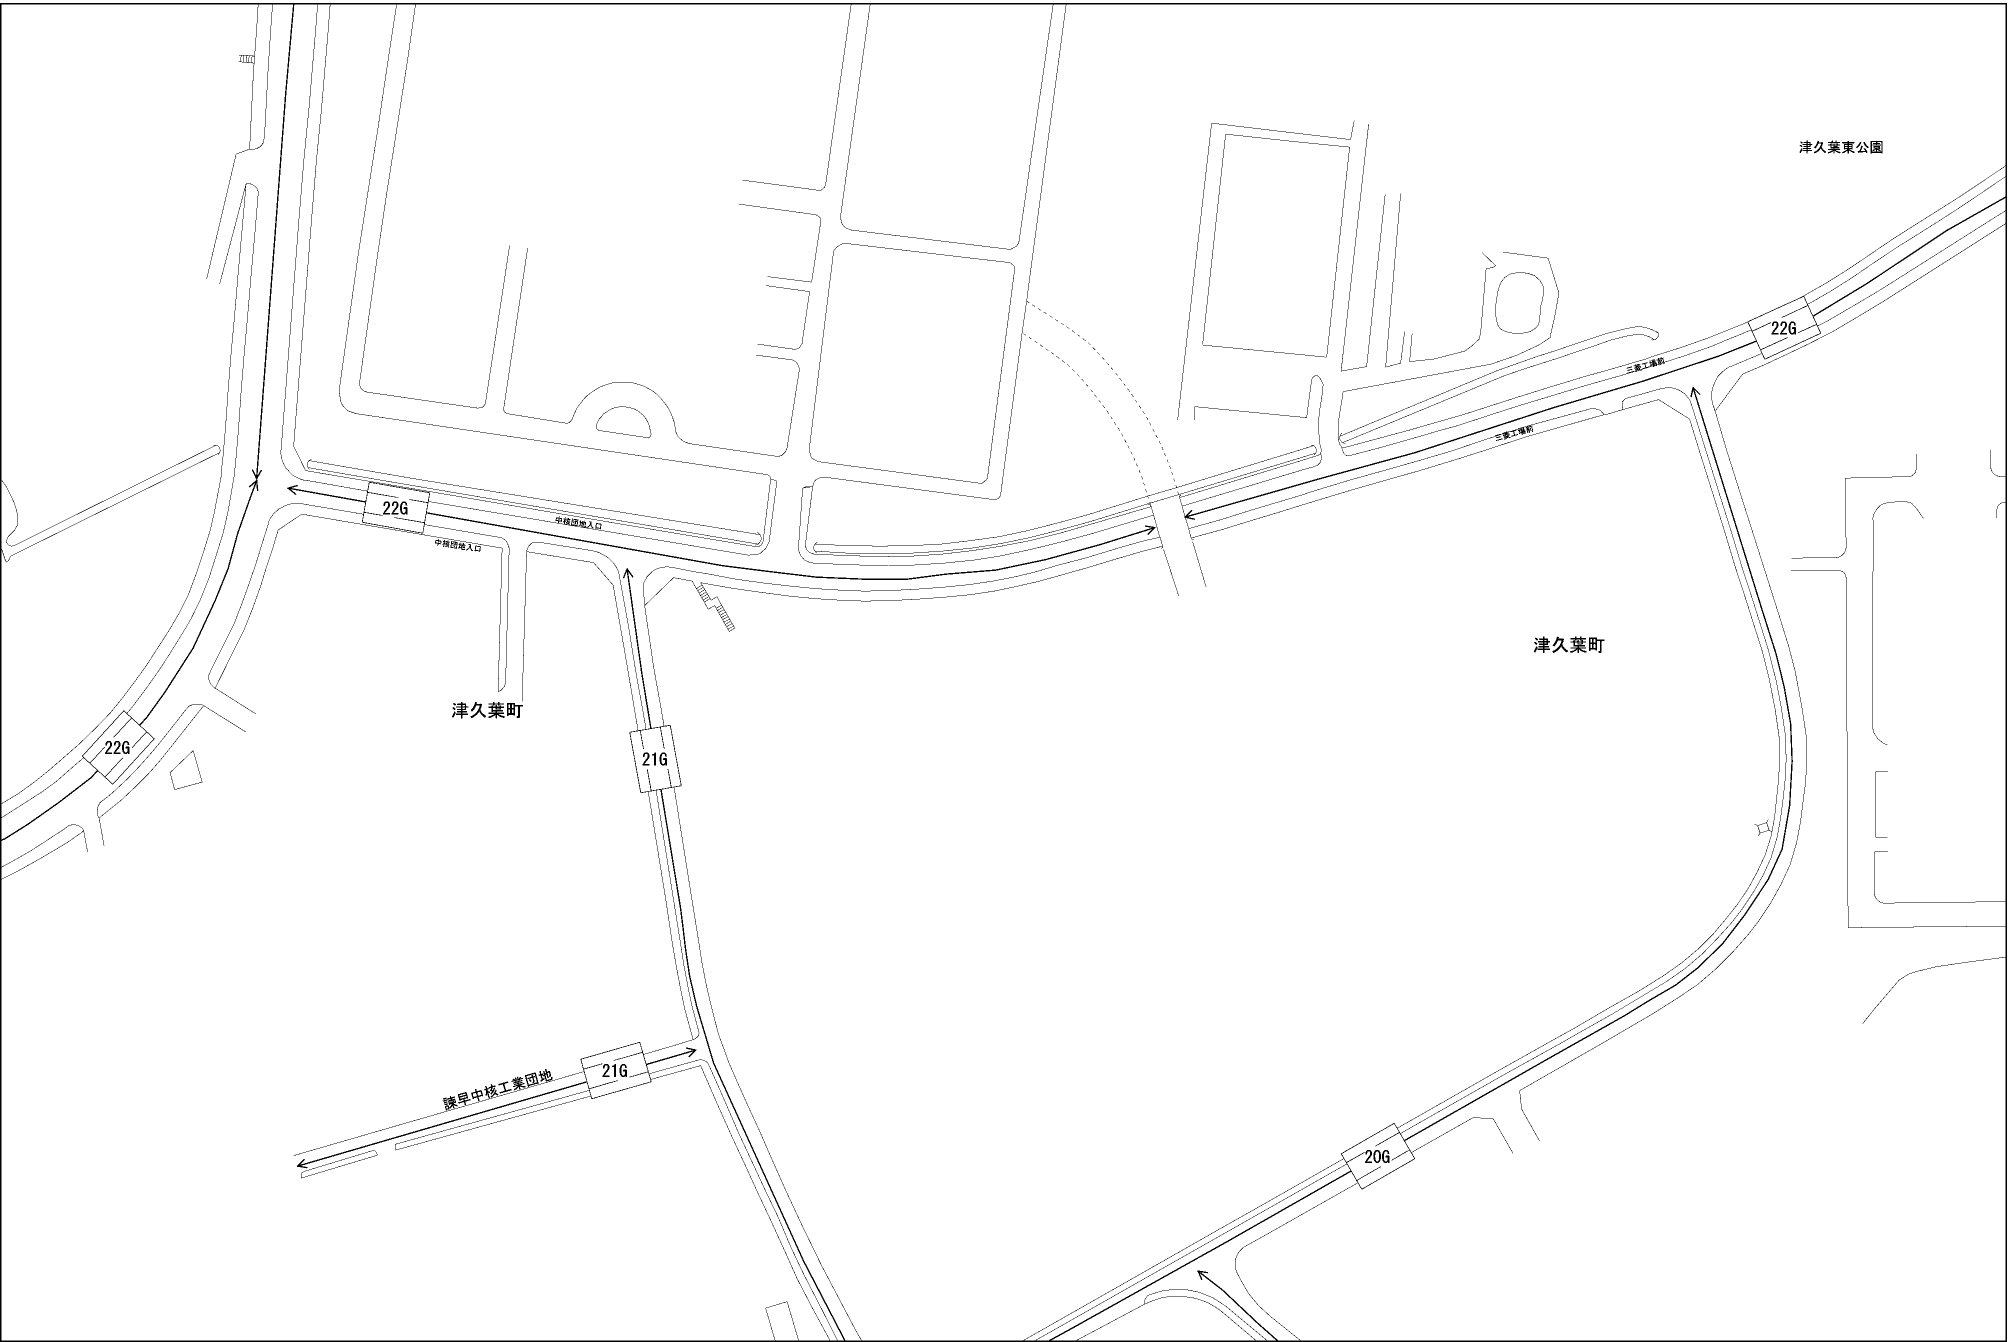 津久葉東公園
22G
三菱工場前
三菱工場前
22G
中核団地入口
中核団地入口
津久葉町
津久葉町
22G
21G
21G
諫早中核工業団地
20G